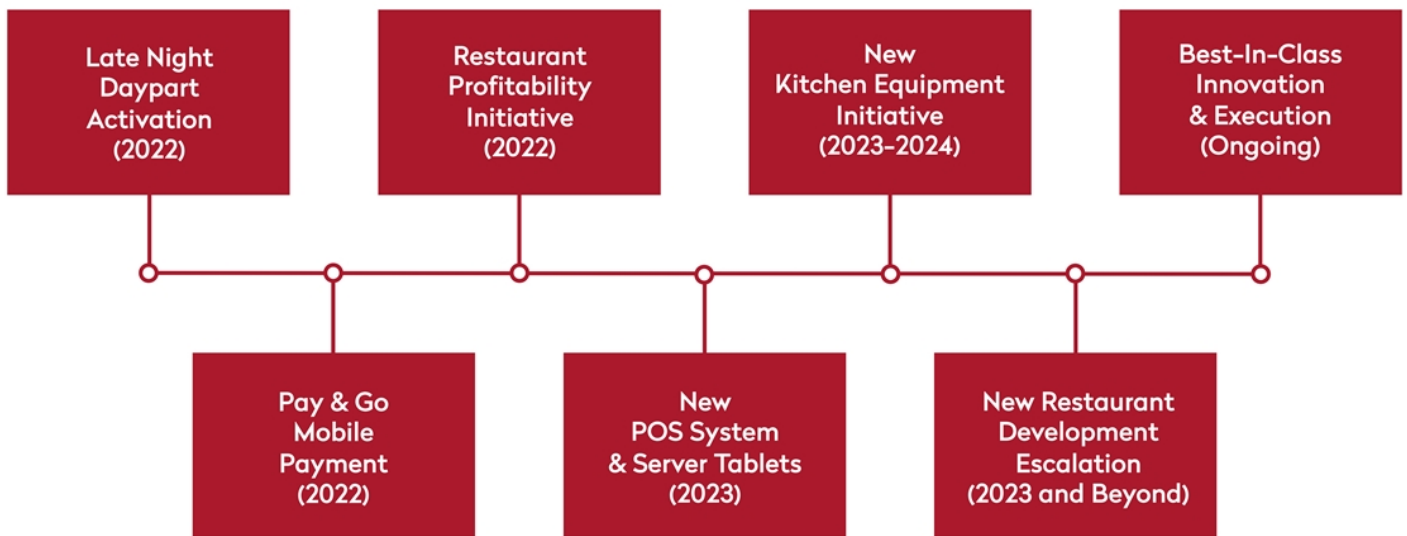 Late Night
Daypart
Activation
(2022)
Restaurant
Profitability
Initiative
(2022)
New
Kitchen Equipment
Initiative
(2023-2024)
Best-In-Class
Innovation
& Execution
(Ongoing)
Pay & Go
Mobile
Payment
(2022)
New
POS System
& Server Tablets
(2023)
New Restaurant
Development
Escalation
(2023 and Beyond)